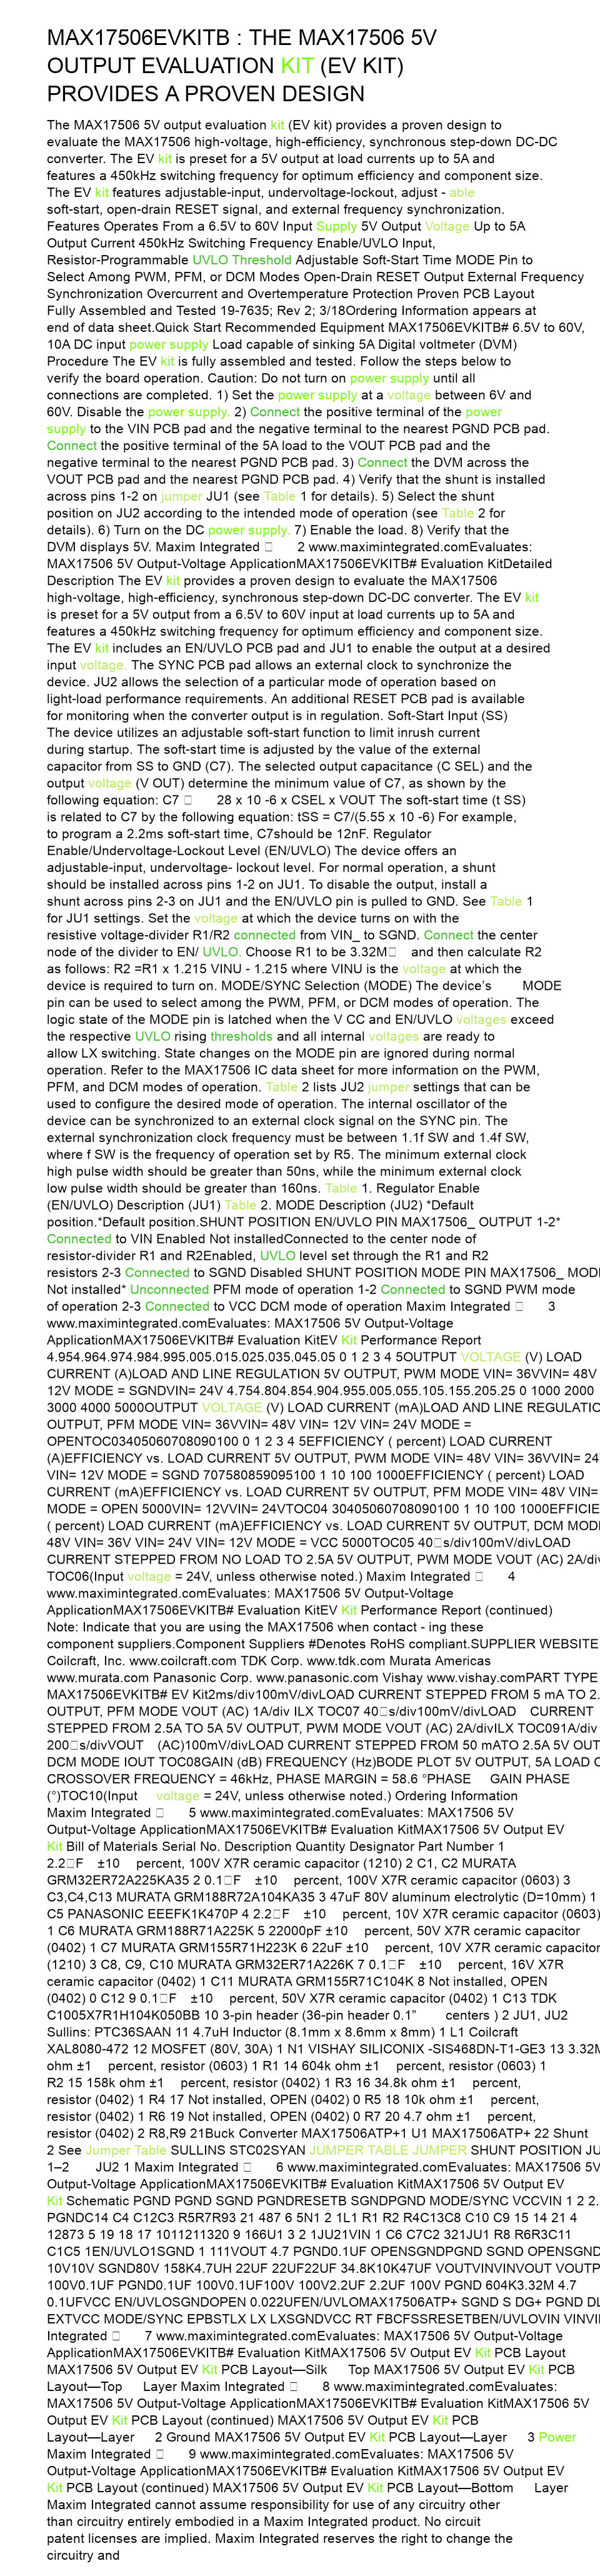 MAX17506EVKITB : THE MAX17506 5V
OUTPUT EVALUATION KIT (EV KIT)
PROVIDES A PROVEN DESIGN
The MAX17506 5V output evaluation kit (EV kit) provides a proven design to
evaluate the MAX17506 high-voltage, high-efficiency, synchronous step-down DC-DC
converter. The EV kit is preset for a 5V output at load currents up to 5A and
features a 450kHz switching frequency for optimum efficiency and component size.
The EV kit features adjustable-input, undervoltage-lockout, adjust - able
soft-start, open-drain RESET signal, and external frequency synchronization.
Features Operates From a 6.5V to 60V Input Supply 5V Output Voltage Up to 5A
Output Current 450kHz Switching Frequency Enable/UVLO Input,
Resistor-Programmable UVLO Threshold Adjustable Soft-Start Time MODE Pin to
Select Among PWM, PFM, or DCM Modes Open-Drain RESET Output External Frequency
Synchronization Overcurrent and Overtemperature Protection Proven PCB Layout
Fully Assembled and Tested 19-7635; Rev 2; 3/18Ordering Information appears at
end of data sheet.Quick Start Recommended Equipment MAX17506EVKITB# 6.5V to 60V,
10A DC input power supply Load capable of sinking 5A Digital voltmeter (DVM)
Procedure The EV kit is fully assembled and tested. Follow the steps below to
verify the board operation. Caution: Do not turn on power supply until all
connections are completed. 1) Set the power supply at a voltage between 6V and
60V. Disable the power supply. 2) Connect the positive terminal of the power
supply to the VIN PCB pad and the negative terminal to the nearest PGND PCB pad.
Connect the positive terminal of the 5A load to the VOUT PCB pad and the
negative terminal to the nearest PGND PCB pad. 3) Connect the DVM across the
VOUT PCB pad and the nearest PGND PCB pad. 4) Verify that the shunt is installed
across pins 1-2 on jumper JU1 (see Table 1 for details). 5) Select the shunt
position on JU2 according to the intended mode of operation (see Table 2 for
details). 6) Turn on the DC power supply. 7) Enable the load. 8) Verify that the
DVM displays 5V. Maxim Integrated 2 www.maximintegrated.comEvaluates:
MAX17506 5V Output-Voltage ApplicationMAX17506EVKITB# Evaluation KitDetailed
Description The EV kit provides a proven design to evaluate the MAX17506
high-voltage, high-efficiency, synchronous step-down DC-DC converter. The EV kit
is preset for a 5V output from a 6.5V to 60V input at load currents up to 5A and
features a 450kHz switching frequency for optimum efficiency and component size.
The EV kit includes an EN/UVLO PCB pad and JU1 to enable the output at a desired
input voltage. The SYNC PCB pad allows an external clock to synchronize the
device. JU2 allows the selection of a particular mode of operation based on
light-load performance requirements. An additional RESET PCB pad is available
for monitoring when the converter output is in regulation. Soft-Start Input (SS)
The device utilizes an adjustable soft-start function to limit inrush current
during startup. The soft-start time is adjusted by the value of the external
capacitor from SS to GND (C7). The selected output capacitance (C SEL) and the
output voltage (V OUT) determine the minimum value of C7, as shown by the
following equation: C7 28 x 10 -6 x CSEL x VOUT The soft-start time (t SS)
is related to C7 by the following equation: tSS = C7/(5.55 x 10 -6) For example,
to program a 2.2ms soft-start time, C7should be 12nF. Regulator
Enable/Undervoltage-Lockout Level (EN/UVLO) The device offers an
adjustable-input, undervoltage- lockout level. For normal operation, a shunt
should be installed across pins 1-2 on JU1. To disable the output, install a
shunt across pins 2-3 on JU1 and the EN/UVLO pin is pulled to GND. See Table 1
for JU1 settings. Set the voltage at which the device turns on with the
resistive voltage-divider R1/R2 connected from VIN_ to SGND. Connect the center
node of the divider to EN/ UVLO. Choose R1 to be 3.32M and then calculate R2
as follows: R2 =R1 x 1.215 VINU - 1.215 where VINU is the voltage at which the
device is required to turn on. MODE/SYNC Selection (MODE) The device's MODE
pin can be used to select among the PWM, PFM, or DCM modes of operation. The
logic state of the MODE pin is latched when the V CC and EN/UVLO voltages exceed
the respective UVLO rising thresholds and all internal voltages are ready to
allow LX switching. State changes on the MODE pin are ignored during normal
operation. Refer to the MAX17506 IC data sheet for more information on the PWM,
PFM, and DCM modes of operation. Table 2 lists JU2 jumper settings that can be
used to configure the desired mode of operation. The internal oscillator of the
device can be synchronized to an external clock signal on the SYNC pin. The
external synchronization clock frequency must be between 1.1f SW and 1.4f SW,
where f SW is the frequency of operation set by R5. The minimum external clock
high pulse width should be greater than 50ns, while the minimum external clock
low pulse width should be greater than 160ns. Table 1. Regulator Enable
(EN/UVLO) Description (JU1) Table 2. MODE Description (JU2) *Default
position.*Default position.SHUNT POSITION EN/UVLO PIN MAX17506_ OUTPUT 1-2*
Connected to VIN Enabled Not installedConnected to the center node of
resistor-divider R1 and R2Enabled, UVLO level set through the R1 and R2
resistors 2-3 Connected to SGND Disabled SHUNT POSITION MODE PIN MAX17506_ MODE
Not installed* Unconnected PFM mode of operation 1-2 Connected to SGND PWM mode
of operation 2-3 Connected to VCC DCM mode of operation Maxim Integrated 3
www.maximintegrated.comEvaluates: MAX17506 5V Output-Voltage
ApplicationMAX17506EVKITB# Evaluation KitEV Kit Performance Report
4.954.964.974.984.995.005.015.025.035.045.05 0 1 2 3 4 5OUTPUT VOLTAGE (V) LOAD
CURRENT (A)LOAD AND LINE REGULATION 5V OUTPUT, PWM MODE VIN= 36VVIN= 48V
12V MODE = SGNDVIN= 24V 4.754.804.854.904.955.005.055.105.155.205.25 0 1000 2000
3000 4000 5000OUTPUT VOLTAGE (V) LOAD CURRENT (mA)LOAD AND LINE REGULATIO
OUTPUT, PFM MODE VIN= 36VVIN= 48V VIN= 12V VIN= 24V MODE =
OPENTOC03405060708090100 0 1 2 3 4 5EFFICIENCY ( percent) LOAD CURRENT
(A)EFFICIENCY vs. LOAD CURRENT 5V OUTPUT, PWM MODE VIN= 48V VIN= 36VVIN= 24
VIN= 12V MODE = SGND 707580859095100 1 10 100 1000EFFICIENCY ( percent) LOAD
CURRENT (mA)EFFICIENCY vs. LOAD CURRENT 5V OUTPUT, PFM MODE VIN= 48V VIN=
MODE = OPEN 5000VIN= 12VVIN= 24VTOC04 30405060708090100 1 10 100 1000EFFICIE
( percent) LOAD CURRENT (mA)EFFICIENCY vs. LOAD CURRENT 5V OUTPUT, DCM MOD
48V VIN= 36V VIN= 24V VIN= 12V MODE = VCC 5000TOC05 40 s/div100mV/divLOAD
CURRENT STEPPED FROM NO LOAD TO 2.5A 5V OUTPUT, PWM MODE VOUT (AC) 2A/div
TOC06(Input voltage = 24V, unless otherwise noted.) Maxim Integrated 4
www.maximintegrated.comEvaluates: MAX17506 5V Output-Voltage
ApplicationMAX17506EVKITB# Evaluation KitEV Kit Performance Report (continued)
Note: Indicate that you are using the MAX17506 when contact - ing these
component suppliers.Component Suppliers #Denotes RoHS compliant.SUPPLIER WEBSITE
Coilcraft, Inc. www.coilcraft.com TDK Corp. www.tdk.com Murata Americas
www.murata.com Panasonic Corp. www.panasonic.com Vishay www.vishay.comPART TYPE
MAX17506EVKITB# EV Kit2ms/div100mV/divLOAD CURRENT STEPPED FROM 5 mA TO 2.
OUTPUT, PFM MODE VOUT (AC) 1A/div ILX TOC07 40 s/div100mV/divLOAD CURRENT
STEPPED FROM 2.5A TO 5A 5V OUTPUT, PWM MODE VOUT (AC) 2A/divILX TOC091A/div
200 s/divVOUT (AC)100mV/divLOAD CURRENT STEPPED FROM 50 mATO 2.5A 5V OUT
DCM MODE IOUT TOC08GAIN (dB) FREQUENCY (Hz)BODE PLOT 5V OUTPUT, 5A LOAD C
CROSSOVER FREQUENCY = 46kHz, PHASE MARGIN = 58.6 °PHASE GAIN PHASE
(°)TOC10(Input voltage = 24V, unless otherwise noted.) Ordering Information
Maxim Integrated 5 www.maximintegrated.comEvaluates: MAX17506 5V
Output-Voltage ApplicationMAX17506EVKITB# Evaluation KitMAX17506 5V Output EV
Kit Bill of Materials Serial No. Description Quantity Designator Part Number 1
2.2 F ±10 percent, 100V X7R ceramic capacitor (1210) 2 C1, C2 MURATA
GRM32ER72A225KA35 2 0.1 F ±10 percent, 100V X7R ceramic capacitor (0603) 3
C3,C4,C13 MURATA GRM188R72A104KA35 3 47uF 80V aluminum electrolytic (D=10mm) 1
C5 PANASONIC EEEFK1K470P 4 2.2 F ±10 percent, 10V X7R ceramic capacitor (0603)
1 C6 MURATA GRM188R71A225K 5 22000pF ±10 percent, 50V X7R ceramic capacitor
(0402) 1 C7 MURATA GRM155R71H223K 6 22uF ±10 percent, 10V X7R ceramic capacitor
(1210) 3 C8, C9, C10 MURATA GRM32ER71A226K 7 0.1 F ±10 percent, 16V X7R
ceramic capacitor (0402) 1 C11 MURATA GRM155R71C104K 8 Not installed, OPEN
(0402) 0 C12 9 0.1 F ±10 percent, 50V X7R ceramic capacitor (0402) 1 C13 TDK
C1005X7R1H104K050BB 10 3-pin header (36-pin header 0.1” centers ) 2 JU1, JU2
Sullins: PTC36SAAN 11 4.7uH Inductor (8.1mm x 8.6mm x 8mm) 1 L1 Coilcraft
XAL8080-472 12 MOSFET (80V, 30A) 1 N1 VISHAY SILICONIX -SIS468DN-T1-GE3 13 3.32M
ohm ±1 percent, resistor (0603) 1 R1 14 604k ohm ±1 percent, resistor (0603) 1
R2 15 158k ohm ±1 percent, resistor (0402) 1 R3 16 34.8k ohm ±1 percent,
resistor (0402) 1 R4 17 Not installed, OPEN (0402) 0 R5 18 10k ohm ±1 percent,
resistor (0402) 1 R6 19 Not installed, OPEN (0402) 0 R7 20 4.7 ohm ±1 percent,
resistor (0402) 2 R8,R9 21Buck Converter MAX17506ATP+1 U1 MAX17506ATP+ 22 Shunt
2 See Jumper Table SULLINS STC02SYAN JUMPER TABLE JUMPER SHUNT POSITION JU
1–2 JU2 1 Maxim Integrated 6 www.maximintegrated.comEvaluates: MAX17506 5V
Output-Voltage ApplicationMAX17506EVKITB# Evaluation KitMAX17506 5V Output EV
Kit Schematic PGND PGND SGND PGNDRESETB SGNDPGND MODE/SYNC VCCVIN 1 2 2.
PGNDC14 C4 C12C3 R5R7R93 21 487 6 5N1 2 1L1 R1 R2 R4C13C8 C10 C9 15 14 21 4
12873 5 19 18 17 1011211320 9 166U1 3 2 1JU21VIN 1 C6 C7C2 321JU1 R8 R6R3C11
C1C5 1EN/UVLO1SGND 1 111VOUT 4.7 PGND0.1UF OPENSGNDPGND SGND OPENSGND
10V10V SGND80V 158K4.7UH 22UF 22UF22UF 34.8K10K47UF VOUTVINVINVOUT VOUTP
100V0.1UF PGND0.1UF 100V0.1UF100V 100V2.2UF 2.2UF 100V PGND 604K3.32M 4.7
0.1UFVCC EN/UVLOSGNDOPEN 0.022UFEN/UVLOMAX17506ATP+ SGND S DG+ PGND DL
EXTVCC MODE/SYNC EPBSTLX LX LXSGNDVCC RT FBCFSSRESETBEN/UVLOVIN VINVI
Integrated 7 www.maximintegrated.comEvaluates: MAX17506 5V Output-Voltage
ApplicationMAX17506EVKITB# Evaluation KitMAX17506 5V Output EV Kit PCB Layout
MAX17506 5V Output EV Kit PCB Layout—Silk Top MAX17506 5V Output EV Kit PCB
Layout—Top Layer Maxim Integrated 8 www.maximintegrated.comEvaluates:
MAX17506 5V Output-Voltage ApplicationMAX17506EVKITB# Evaluation KitMAX17506 5V
Output EV Kit PCB Layout (continued) MAX17506 5V Output EV Kit PCB
Layout—Layer 2 Ground MAX17506 5V Output EV Kit PCB Layout—Layer 3 Power
Maxim Integrated 9 www.maximintegrated.comEvaluates: MAX17506 5V
Output-Voltage ApplicationMAX17506EVKITB# Evaluation KitMAX17506 5V Output EV
Kit PCB Layout (continued) MAX17506 5V Output EV Kit PCB Layout—Bottom Layer
Maxim Integrated cannot assume responsibility for use of any circuitry other
than circuitry entirely embodied in a Maxim Integrated product. No circuit
patent licenses are implied. Maxim Integrated reserves the right to change the
circuitry and